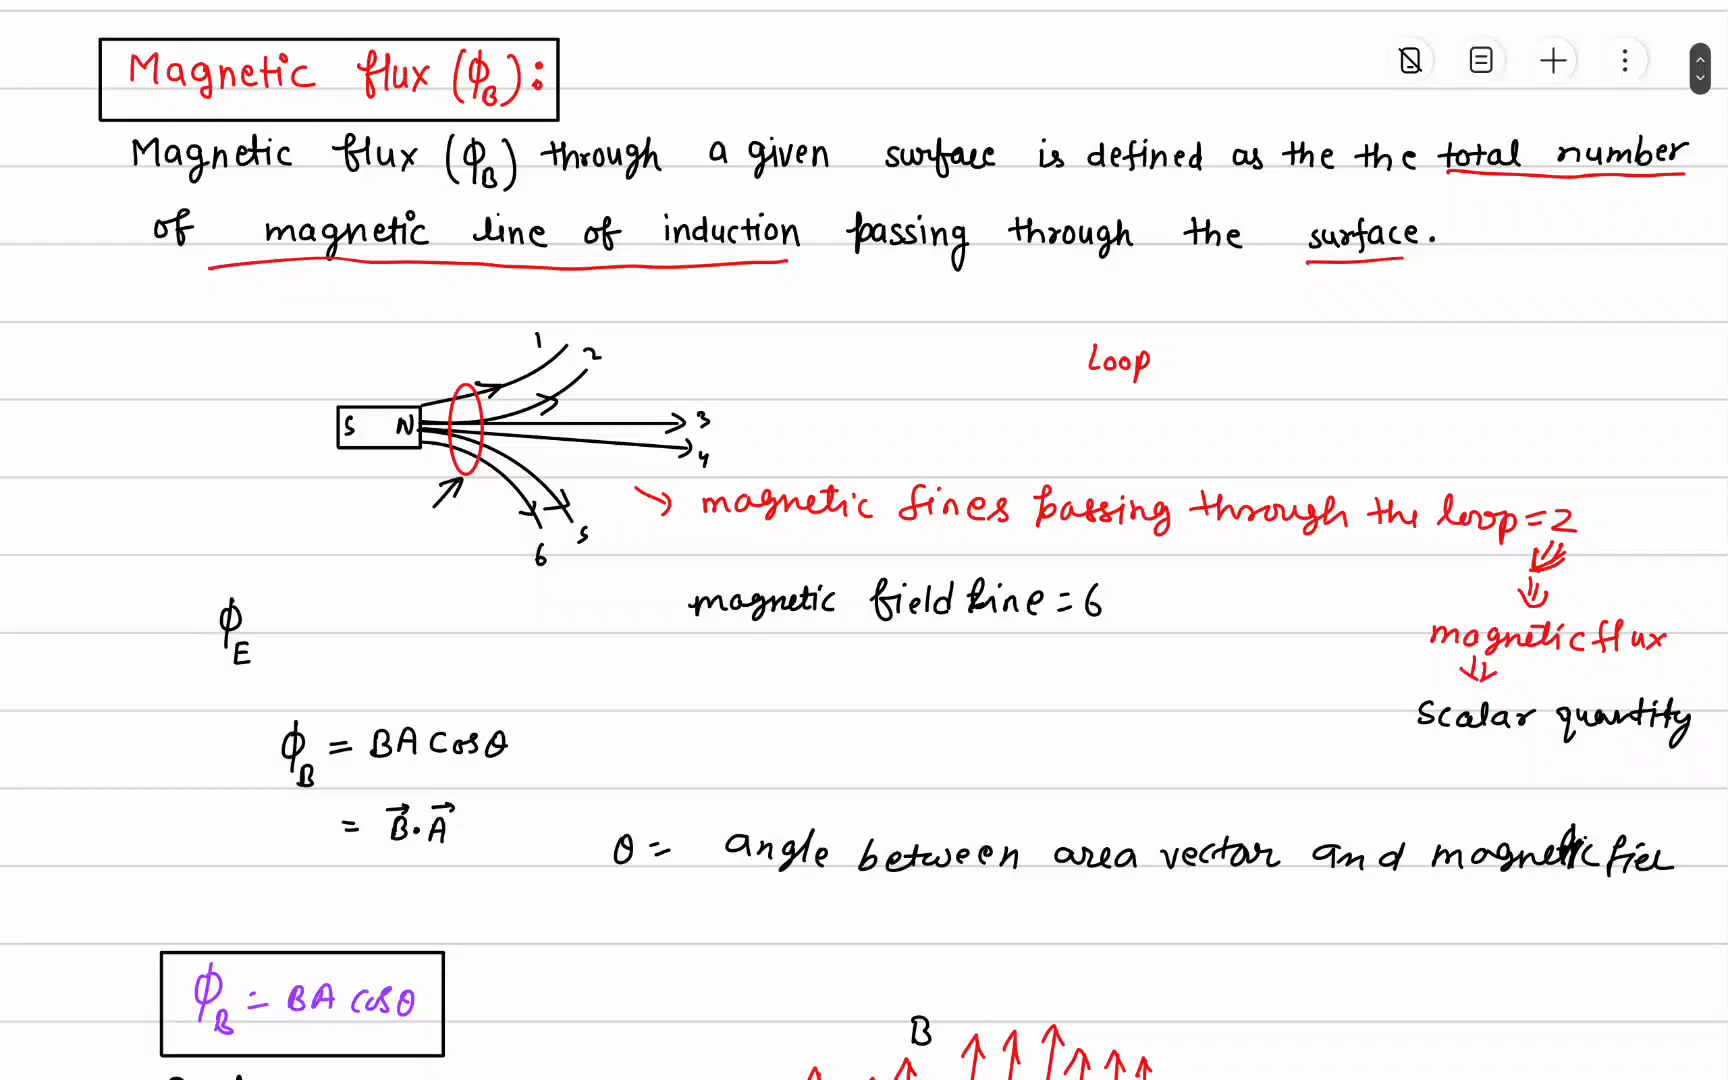 Magnetic flux (ϕB):
Magnetic flux (ϕB) through a given surface is defined as the the total number
of magnetic line of induction passing through the surface.
1
2
Loop
S N
3
4
magnetic fines passing through the loop = 2
5
6
magnetic field line = 6
ϕE
magnetic flux
Scalar quantity
ϕB = BA Cosθ
= B⃗.A⃗
θ = angle between area vector and magnetic fiel
ϕB = BA cosθ
B